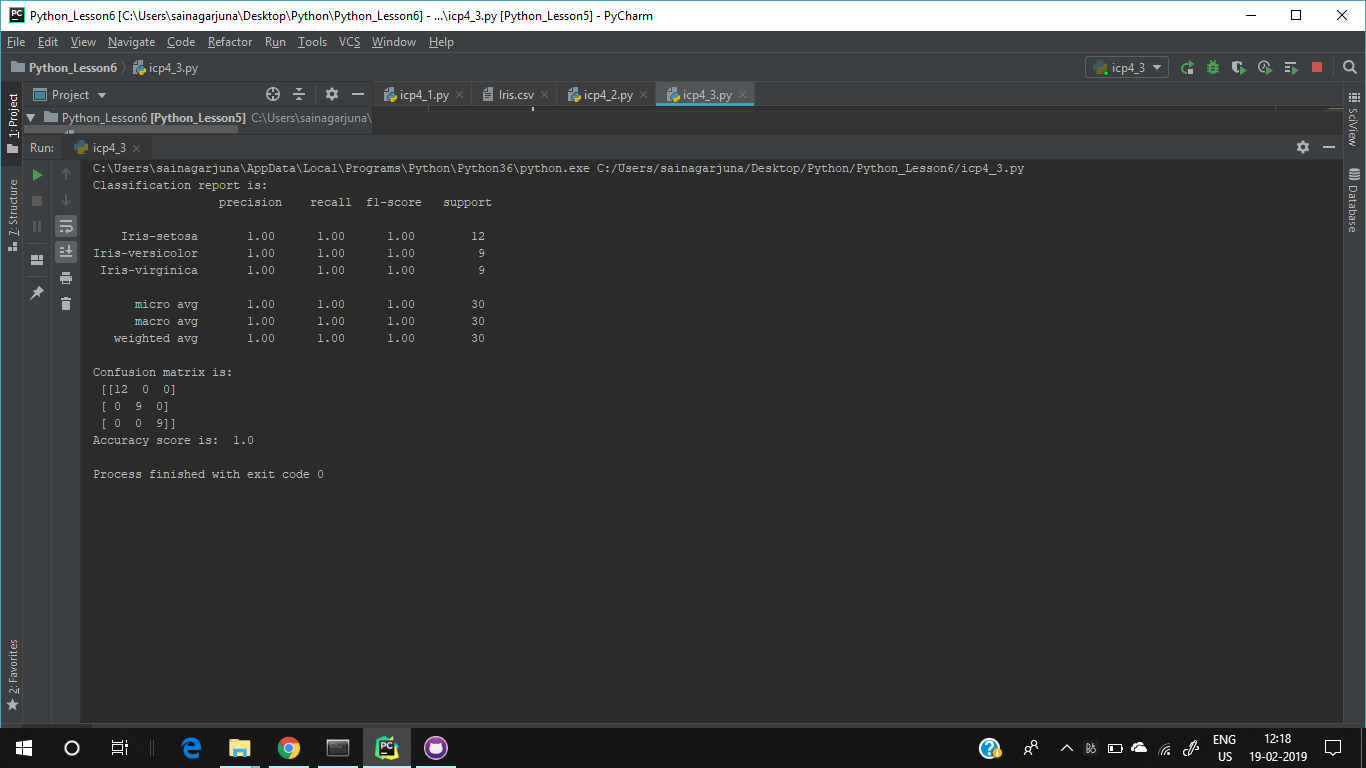 Python_Lesson6 [C:\Users\sainagarjuna\Desktop\Python\Python_Lesson6] - ...\icp4_3.py [Python_Lesson5] - PyCharm
File Edit View Navigate Code Refactor Run Tools VCS Window Help
Python_Lesson6 icp4_3.py icp4_3
1: Project
Project icp4_1.py Iris.csv icp4_2.py icp4_3.py
Python_Lesson6 [Python_Lesson5] C:\Users\sainagarjuna\
SciView
Run: icp4_3
C:\Users\sainagarjuna\AppData\Local\Programs\Python\Python36\python.exe C:/Users/sainagarjuna/Desktop/Python/Python_Lesson6/icp4_3.py
Classification report is:
                  precision    recall  f1-score   support

    Iris-setosa       1.00      1.00      1.00        12
Iris-versicolor       1.00      1.00      1.00         9
 Iris-virginica       1.00      1.00      1.00         9

      micro avg       1.00      1.00      1.00        30
      macro avg       1.00      1.00      1.00        30
   weighted avg       1.00      1.00      1.00        30

Confusion matrix is:
 [[12  0  0]
 [ 0  9  0]
 [ 0  0  9]]
Accuracy score is:  1.0

Process finished with exit code 0
7: Structure
Database
2: Favorites
PC
ENG
US
12:18
19-02-2019